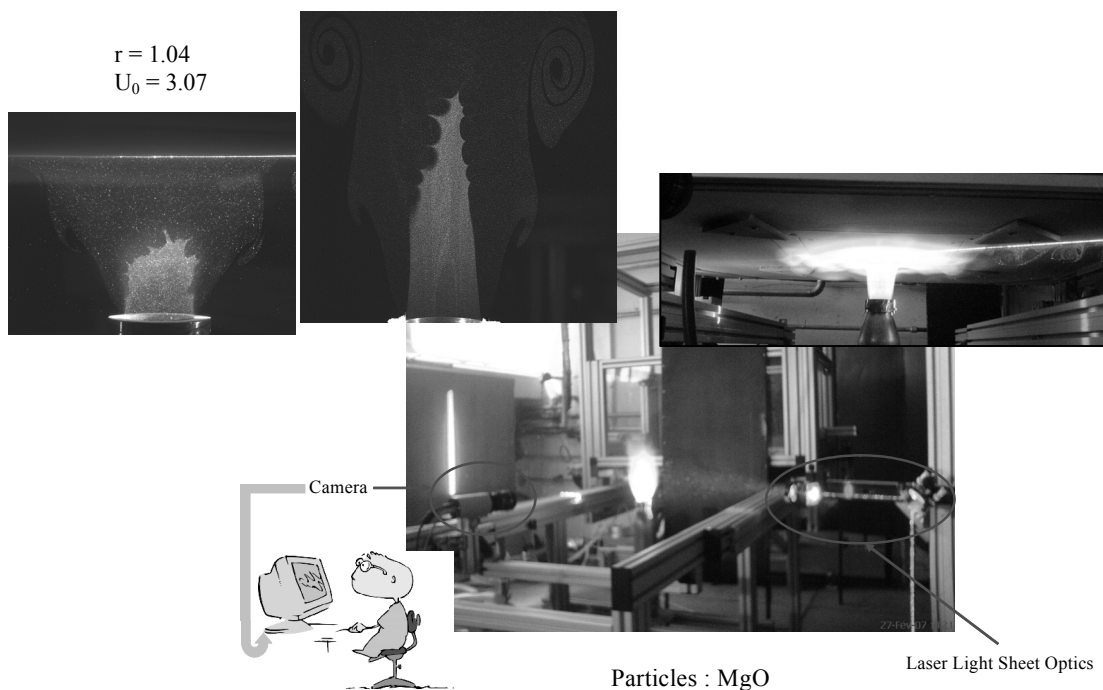 r = 1.04
U₀ = 3.07
Camera
Particles : MgO
Laser Light Sheet Optics